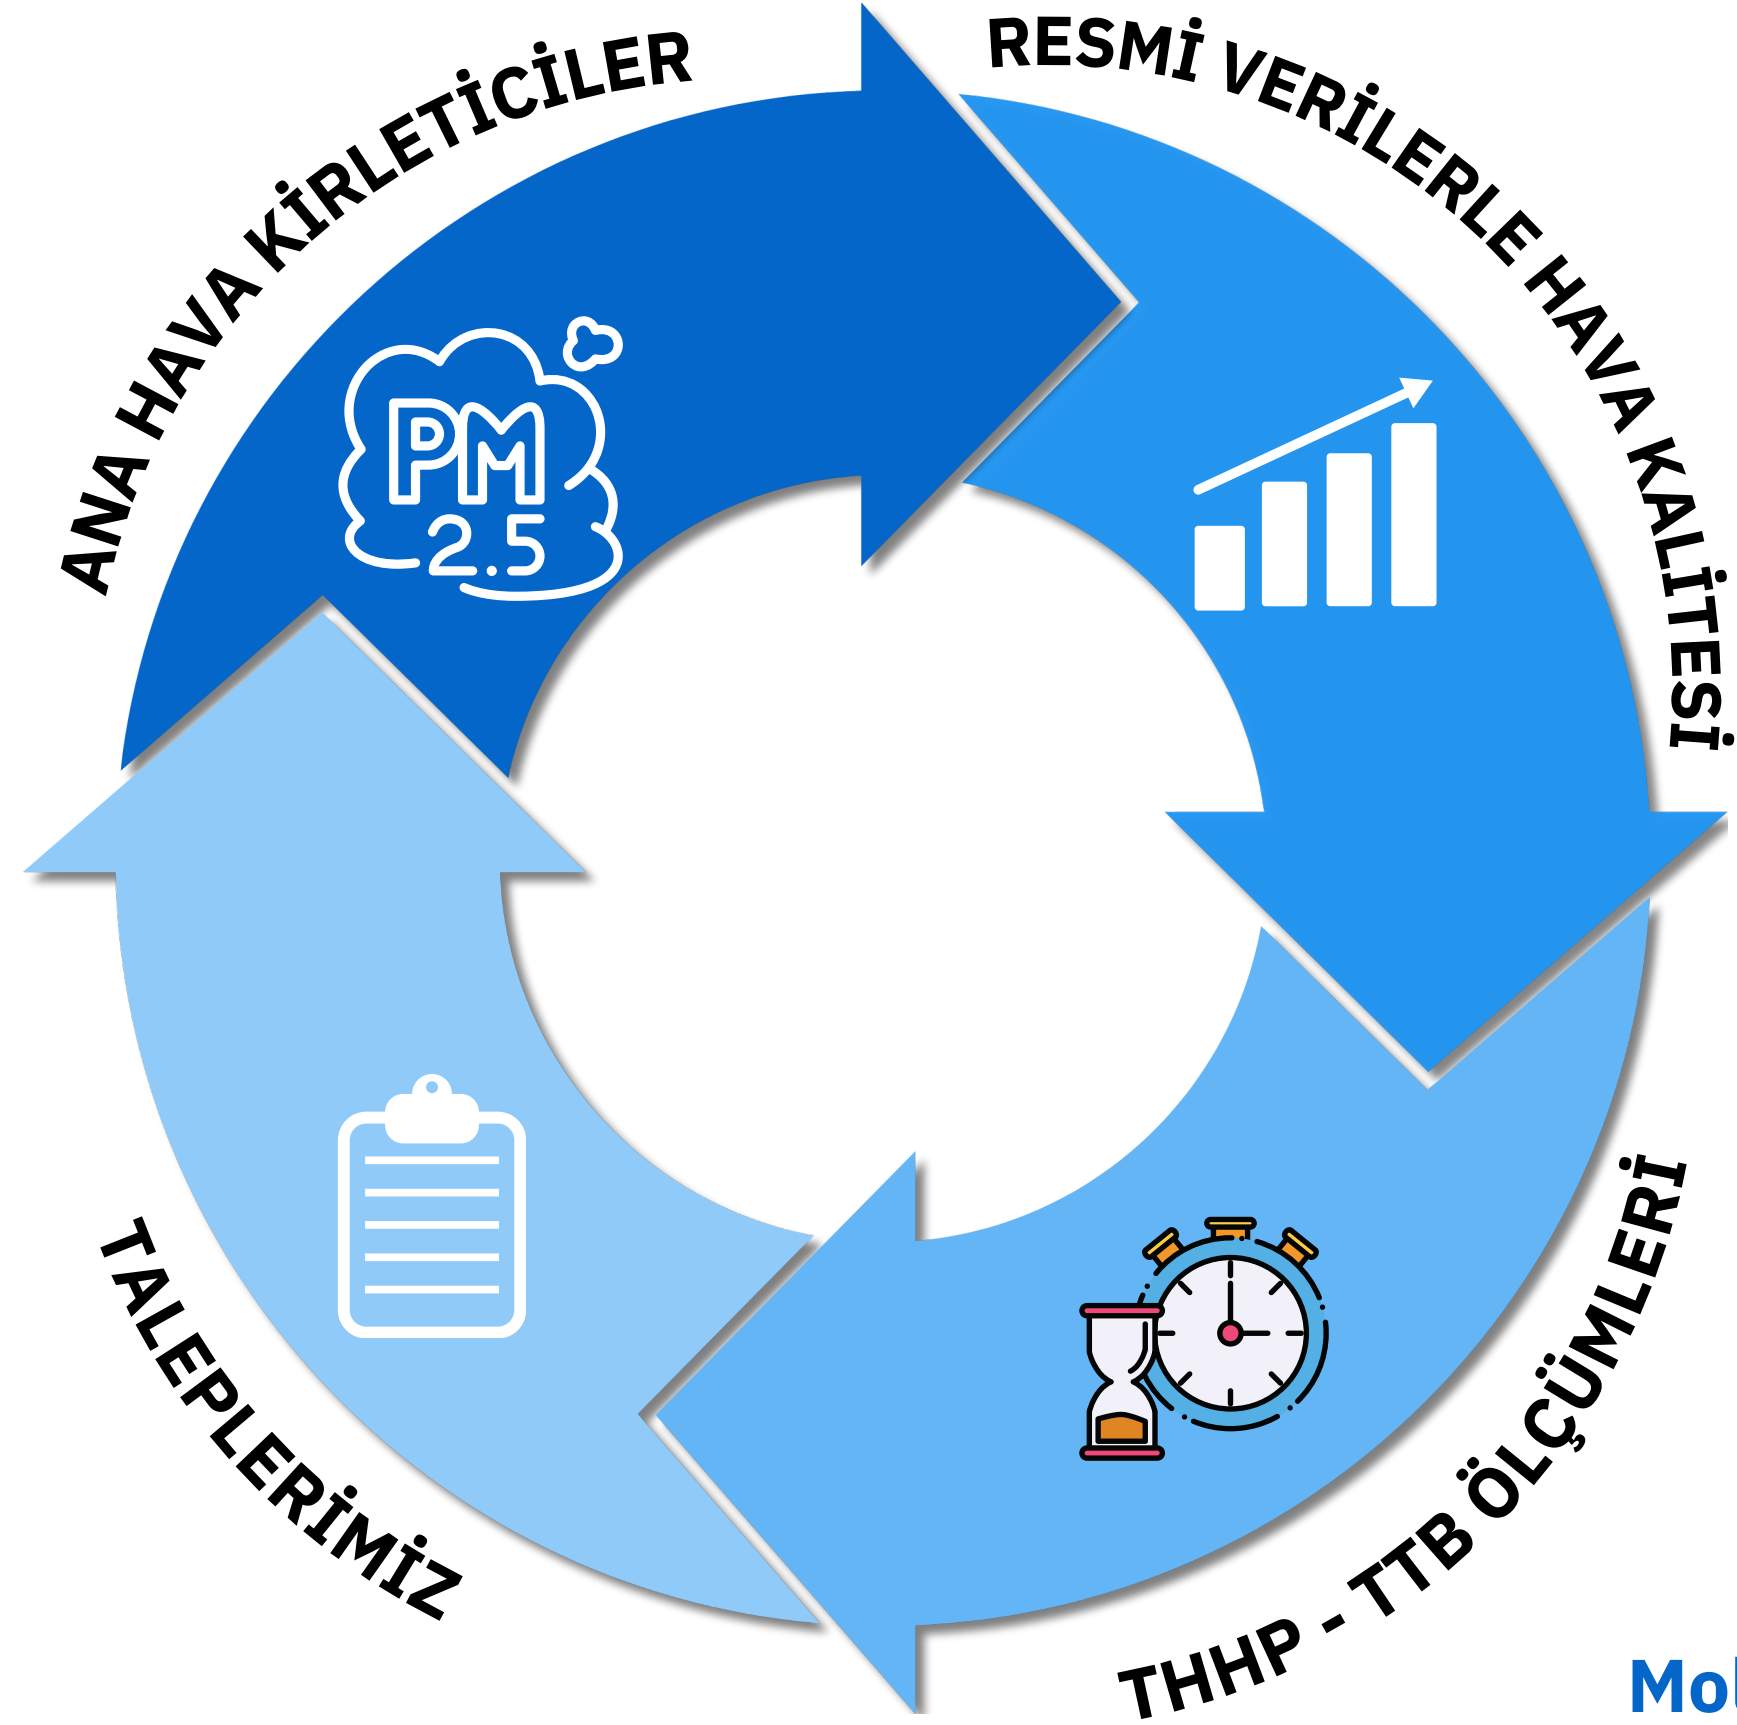 ANA HAVA KİRLETİCİLER
RESMİ VERİLERLE HAVA KALİTESİ
PM
2.5
THHP - TTB ÖLÇÜMLERİ
TALEPLERİMİZ